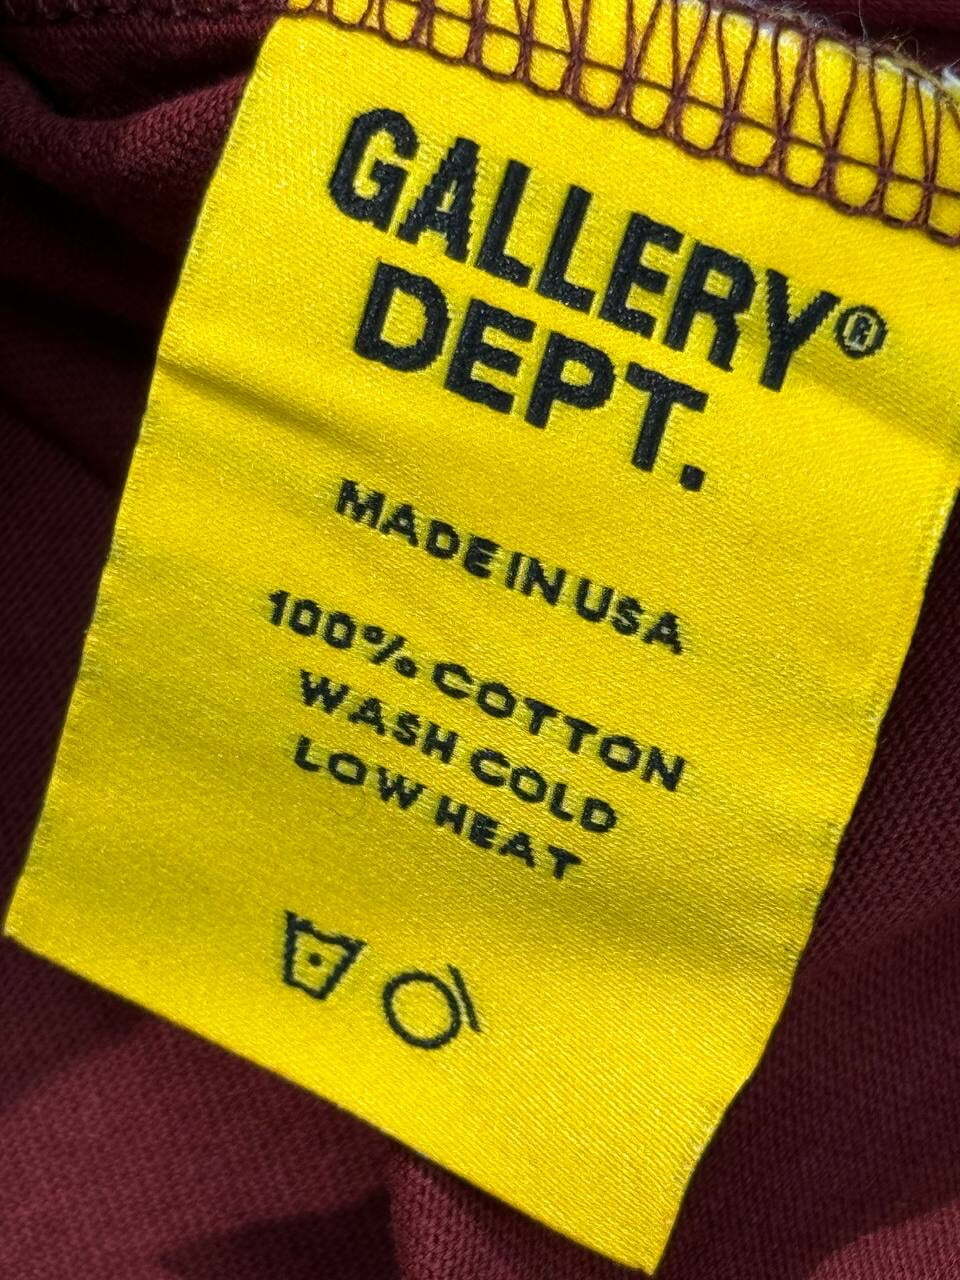 GALLERY®
DEPT.
MADE IN USA
100% COTTON
WASH COLD
LOW HEAT